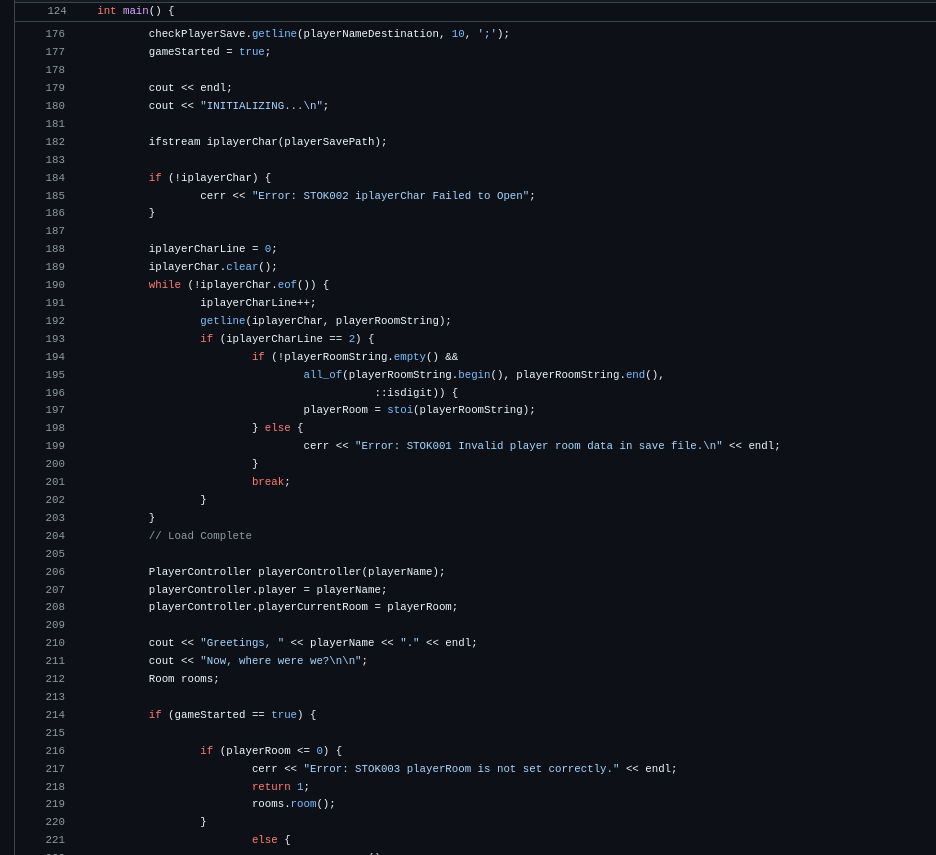 124 int main() {
176 checkPlayerSave.getline(playerNameDestination, 10, ';');
177 gameStarted = true;
178
179 cout << endl;
180 cout << "INITIALIZING...\n";
181
182 ifstream iplayerChar(playerSavePath);
183
184 if (!iplayerChar) {
185 cerr << "Error: STOK002 iplayerChar Failed to Open";
186 }
187
188 iplayerCharLine = 0;
189 iplayerChar.clear();
190 while (!iplayerChar.eof()) {
191 iplayerCharLine++;
192 getline(iplayerChar, playerRoomString);
193 if (iplayerCharLine == 2) {
194 if (!playerRoomString.empty() &&
195 all_of(playerRoomString.begin(), playerRoomString.end(),
196 ::isdigit)) {
197 playerRoom = stoi(playerRoomString);
198 } else {
199 cerr << "Error: STOK001 Invalid player room data in save file.\n" << endl;
200 }
201 break;
202 }
203 }
204 // Load Complete
205
206 PlayerController playerController(playerName);
207 playerController.player = playerName;
208 playerController.playerCurrentRoom = playerRoom;
209
210 cout << "Greetings, " << playerName << "." << endl;
211 cout << "Now, where were we?\n\n";
212 Room rooms;
213
214 if (gameStarted == true) {
215
216 if (playerRoom <= 0) {
217 cerr << "Error: STOK003 playerRoom is not set correctly." << endl;
218 return 1;
219 rooms.room();
220 }
221 else {